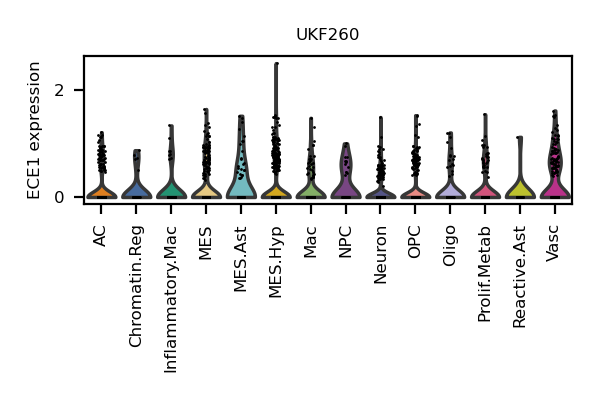 UKF260
ECE1 expression
2
0
AC
Chromatin.Reg
Inflammatory.Mac
MES
MES.Ast
MES.Hyp
Mac
NPC
Neuron
OPC
Oligo
Prolif.Metab
Reactive.Ast
Vasc